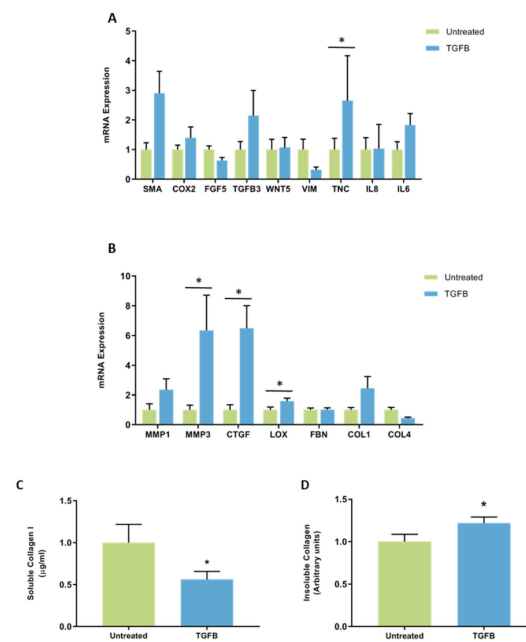 A
Untreated
TGFB
*
mRNA Expression
5
4
3
2
1
0
SMA COX2 FGF5 TGFB3 WNT5 VIM TNC IL8 IL6
B
Untreated
TGFB
*
*
*
mRNA Expression
10
8
6
4
2
0
MMP1 MMP3 CTGF LOX FBN COL1 COL4
C
Soluble Collagen I
(µg/ml)
1.5
1.0
0.5
0.0
*
Untreated TGFB
D
Insoluble Collagen
(Arbitrary units)
1.5
1.0
0.5
0.0
*
Untreated TGFB